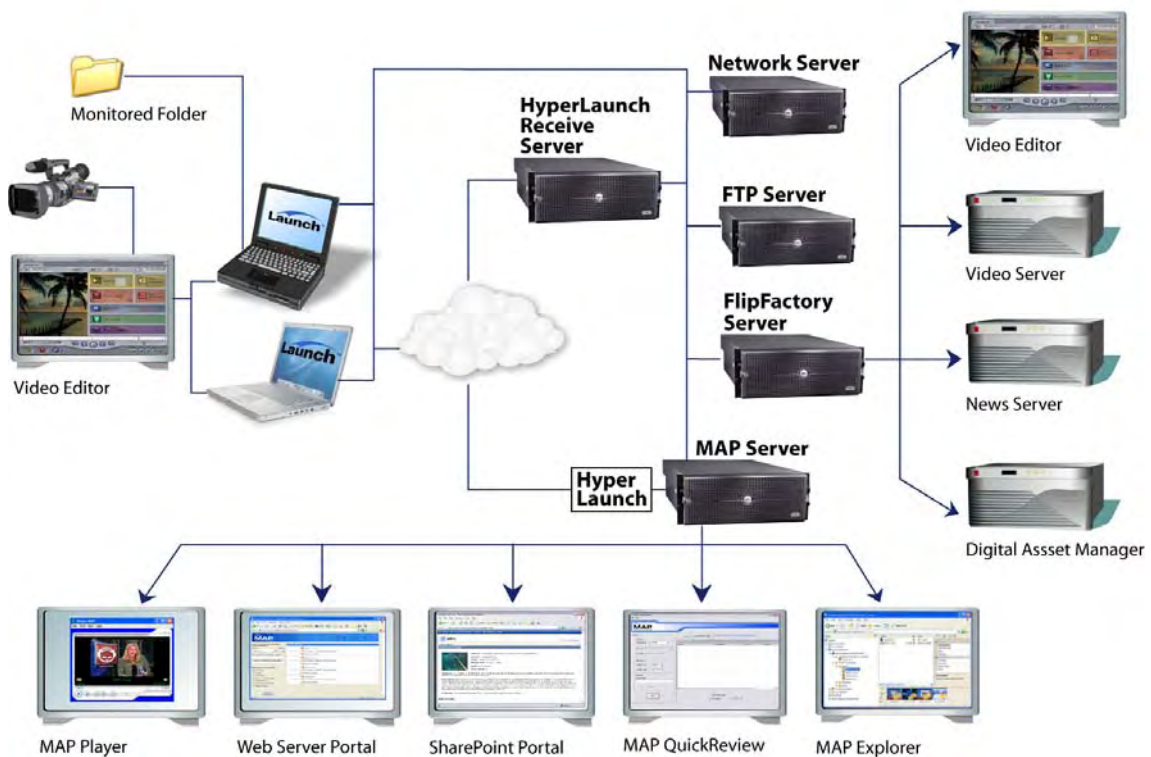 Monitored Folder
Launch™
Video Editor
Launch™
HyperLaunch
Receive
Server
Network Server
FTP Server
FlipFactory
Server
MAP Server
Hyper
Launch
Video Editor
Video Server
News Server
Digital Assset Manager
MAP
MAP
MAP Player
Web Server Portal
SharePoint Portal
MAP QuickReview
MAP Explorer